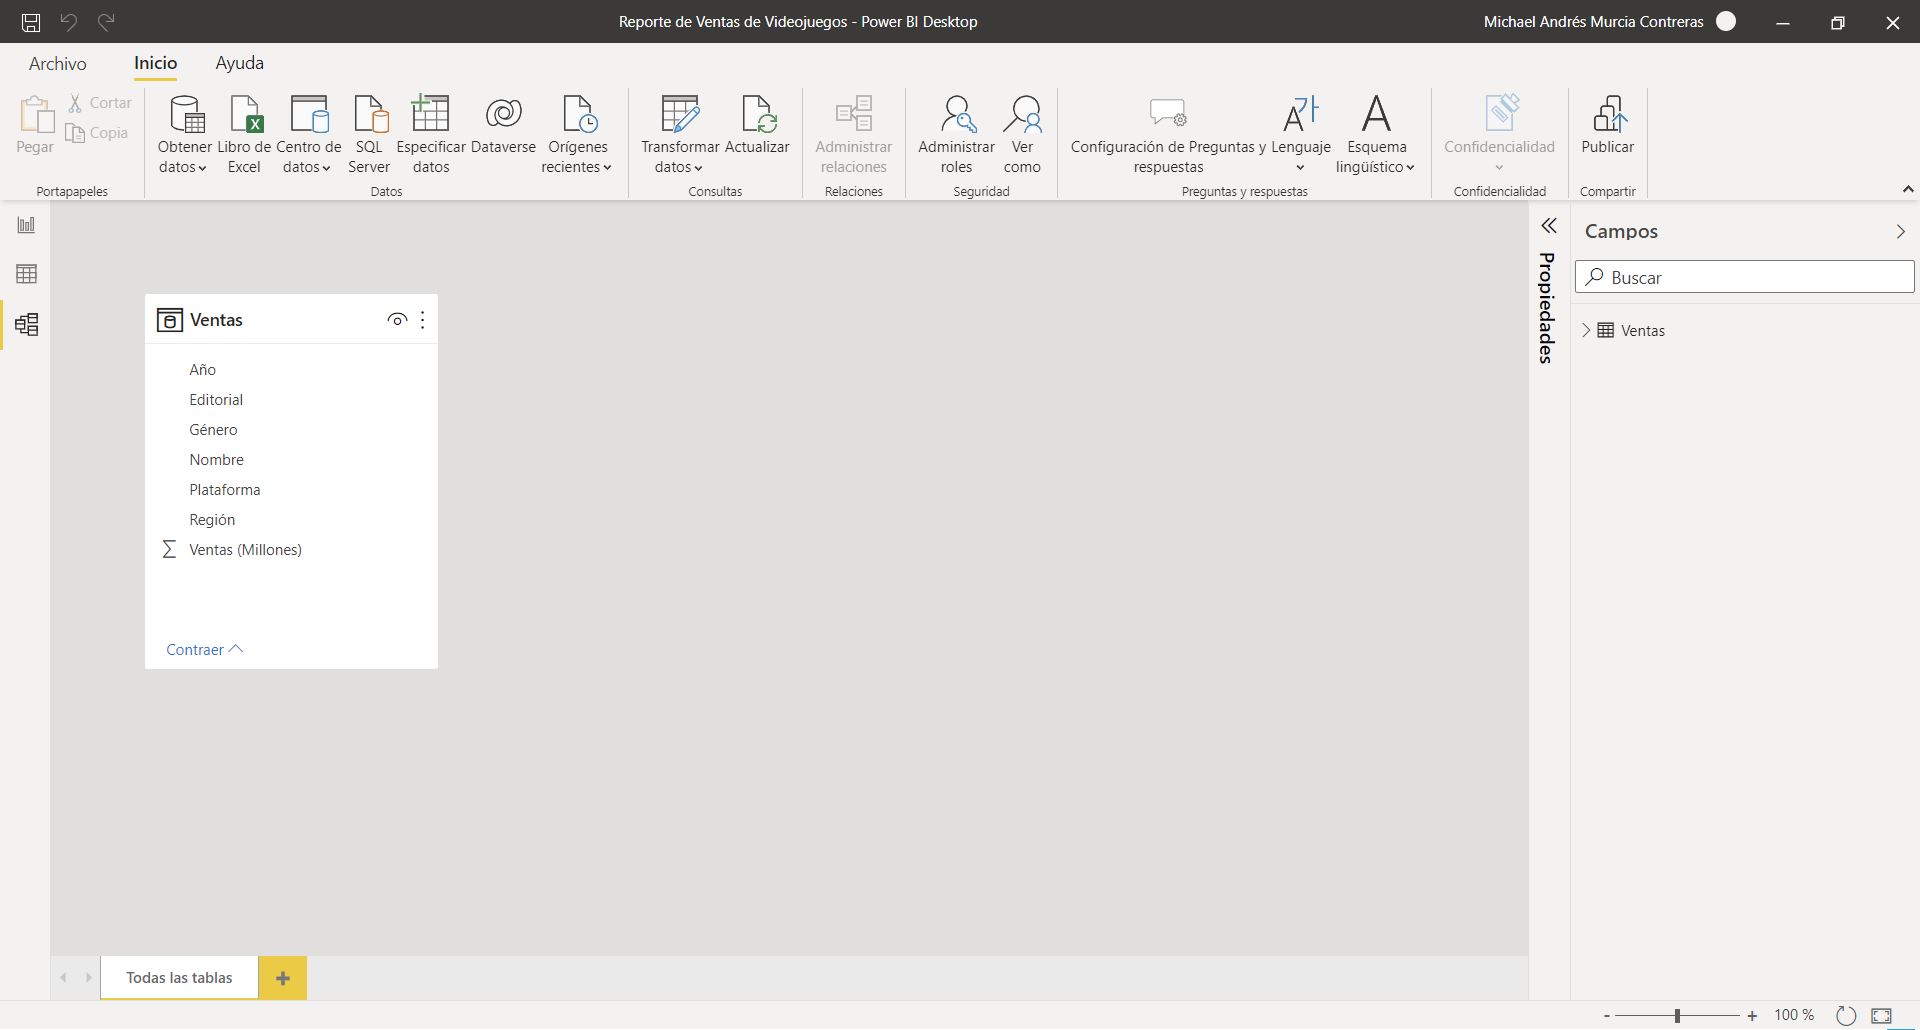 Reporte de Ventas de Videojuegos - Power BI Desktop
Michael Andrés Murcia Contreras
Archivo
Inicio
Ayuda
Pegar
Cortar
Copia
Portapapeles
Obtener datos
Libro de Excel
Centro de datos
SQL Server
Especificar datos
Dataverse
Orígenes recientes
Datos
Transformar datos
Actualizar
Consultas
Administrar relaciones
Relaciones
Administrar roles
Ver como
Seguridad
Configuración de Preguntas y respuestas
Lenguaje
Esquema lingüístico
Preguntas y respuestas
Confidencialidad
Confidencialidad
Publicar
Compartir
Ventas
Año
Editorial
Género
Nombre
Plataforma
Región
Ventas (Millones)
Contraer
Propiedades
Campos
Buscar
Ventas
Todas las tablas
- + 100 %